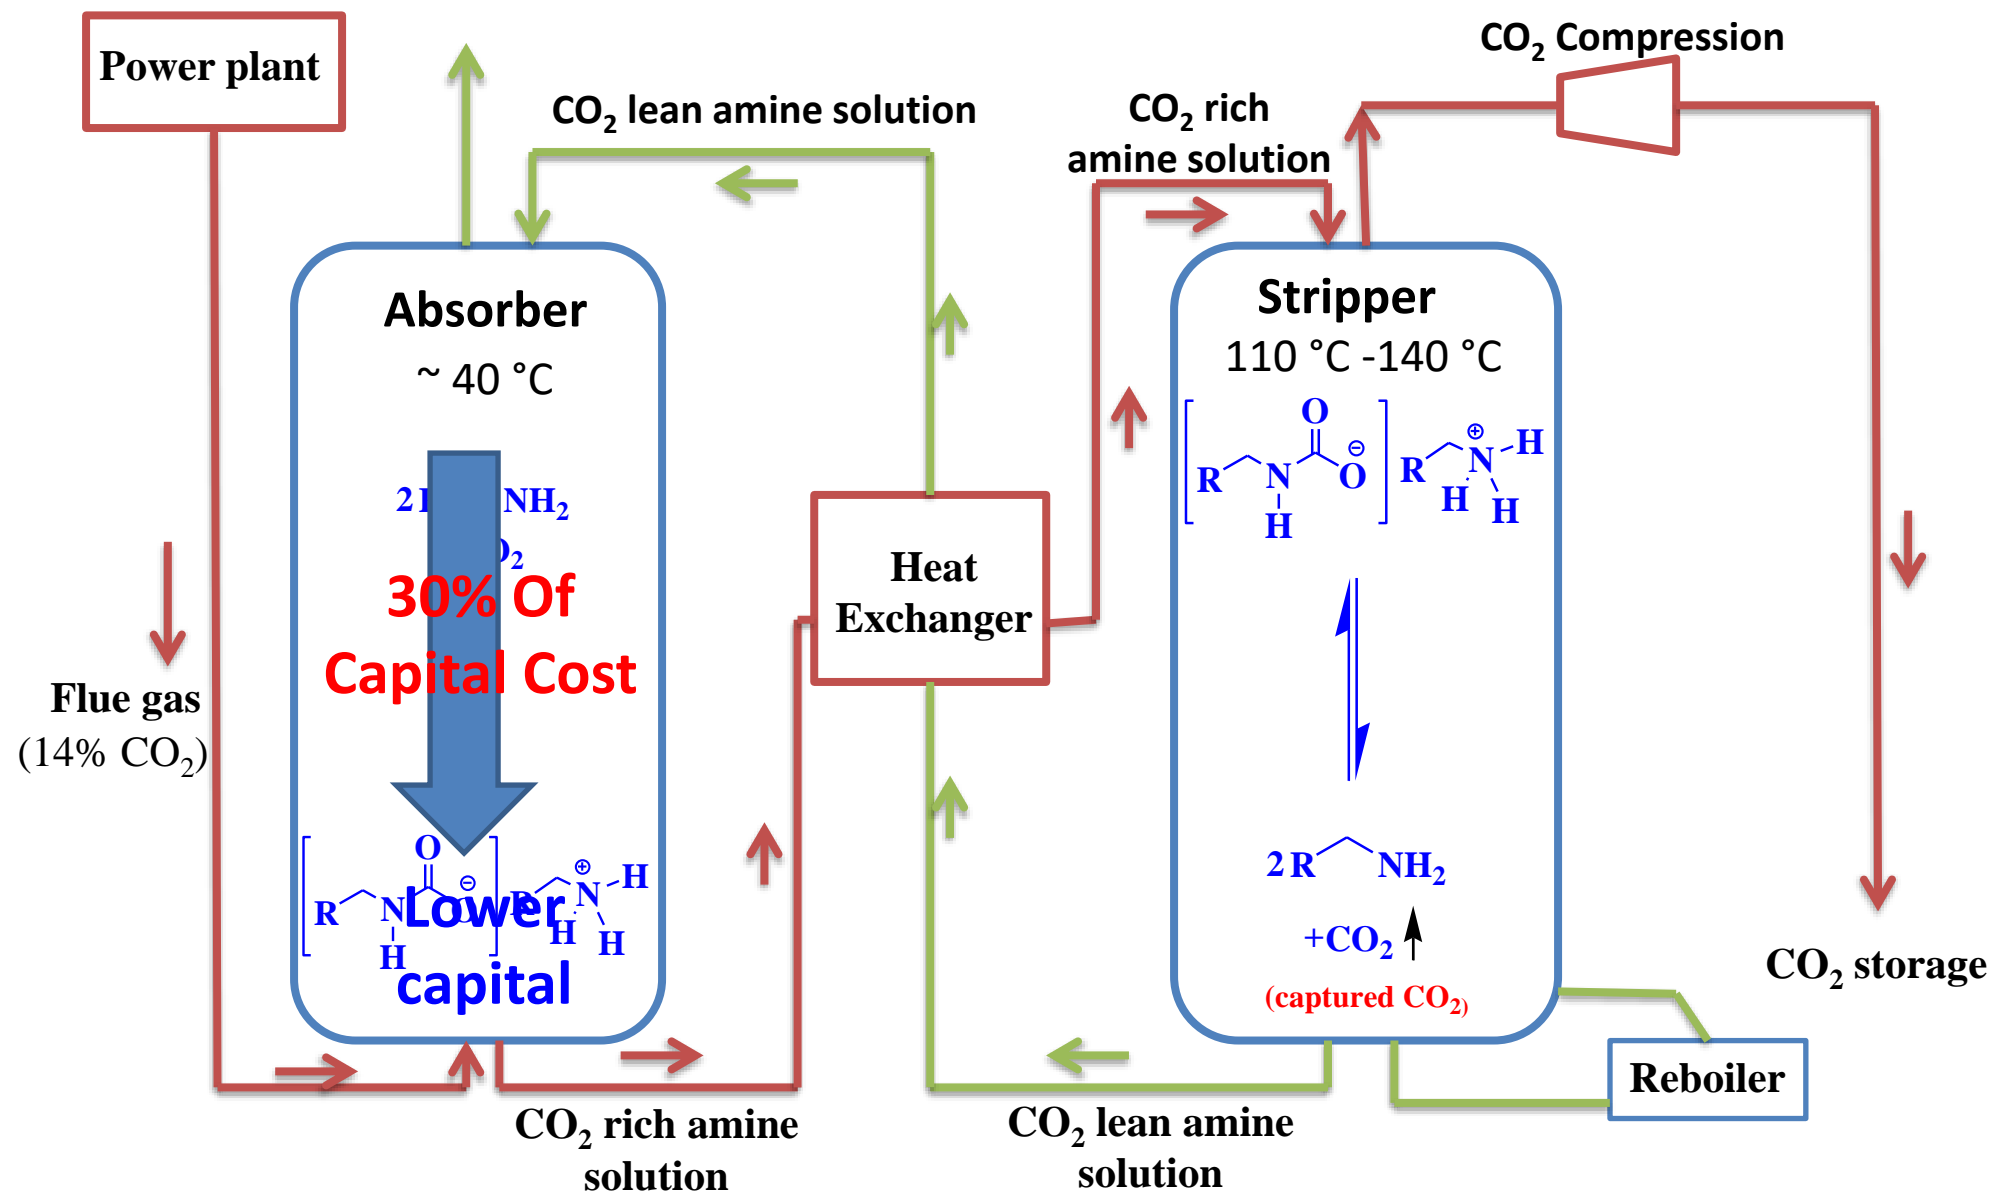 Power plant
CO₂ Compression
CO₂ lean amine solution
CO₂ rich
amine solution
Absorber
~ 40 °C
2 NH₂
30% Of
Capital Cost
O
R N O R N H
H H H
⊖ ⊕
Lower
capital
Flue gas
(14% CO₂)
CO₂ rich amine
solution
Heat
Exchanger
CO₂ lean amine
solution
Stripper
110 °C -140 °C
O
R N O R N H
H H H
⊖ ⊕
2 R NH₂
+CO₂
(captured CO₂)
Reboiler
CO₂ storage